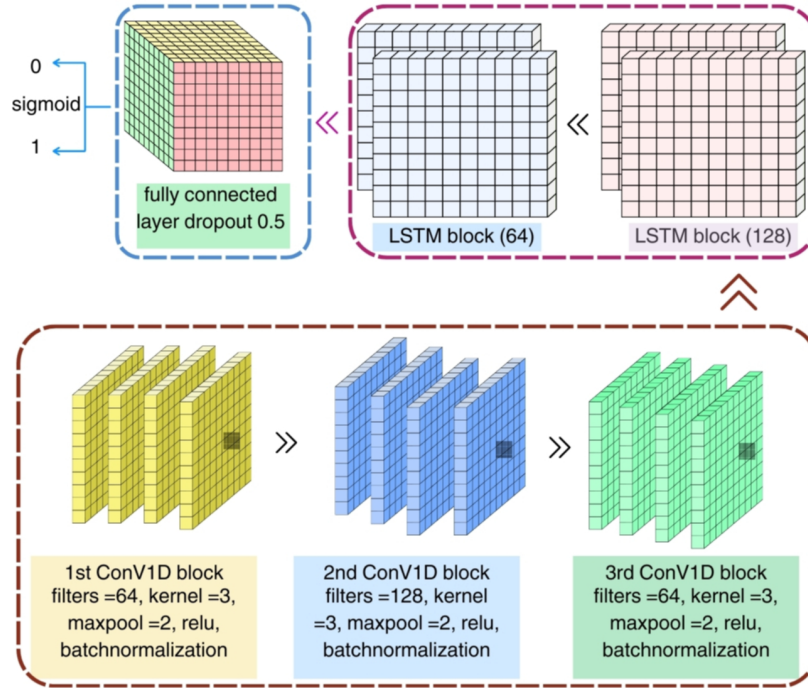 0
sigmoid
1
fully connected
layer dropout 0.5
LSTM block (64)
LSTM block (128)
1st ConV1D block
filters =64, kernel =3,
maxpool =2, relu,
batchnormalization
2nd ConV1D block
filters =128, kernel
=3, maxpool =2, relu,
batchnormalization
3rd ConV1D block
filters =64, kernel =3,
maxpool =2, relu,
batchnormalization